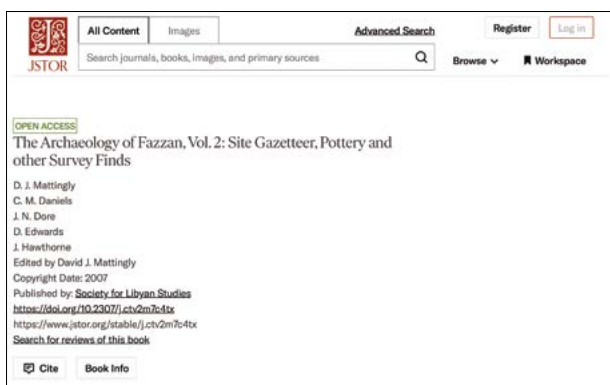 All Content
Images
Advanced Search
Register
Log in
JSTOR
Search journals, books, images, and primary sources
Browse
Workspace
OPEN ACCESS
The Archaeology of Fazzan, Vol. 2: Site Gazetteer, Pottery and
other Survey Finds
D. J. Mattingly
C. M. Daniels
J. N. Dore
D. Edwards
J. Hawthorne
Edited by David J. Mattingly
Copyright Date: 2007
Published by: Society for Libyan Studies
https://doi.org/10.2307/j.ctv2m7c4tx
https://www.jstor.org/stable/j.ctv2m7c4tx
Search for reviews of this book
Cite
Book Info